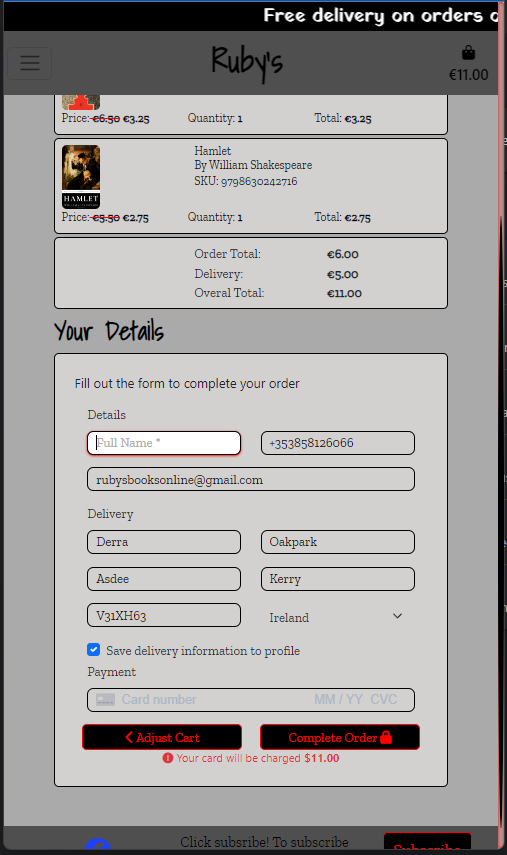 Free delivery on orders o
Ruby's
€11.00
Price: €6.50 €3.25 Quantity: 1 Total: €3.25
Hamlet
By William Shakespeare
SKU: 9798630242716
HAMLET
Price: €5.50 €2.75 Quantity: 1 Total: €2.75
Order Total: €6.00
Delivery: €5.00
Overal Total: €11.00
Your Details
Fill out the form to complete your order
Details
Full Name * +353858126066
rubysbooksonline@gmail.com
Delivery
Derra Oakpark
Asdee Kerry
V31XH63 Ireland
Save delivery information to profile
Payment
Card number MM / YY CVC
Adjust Cart Complete Order
Your card will be charged $11.00
Click subsribe! To subscribe
Subscribe